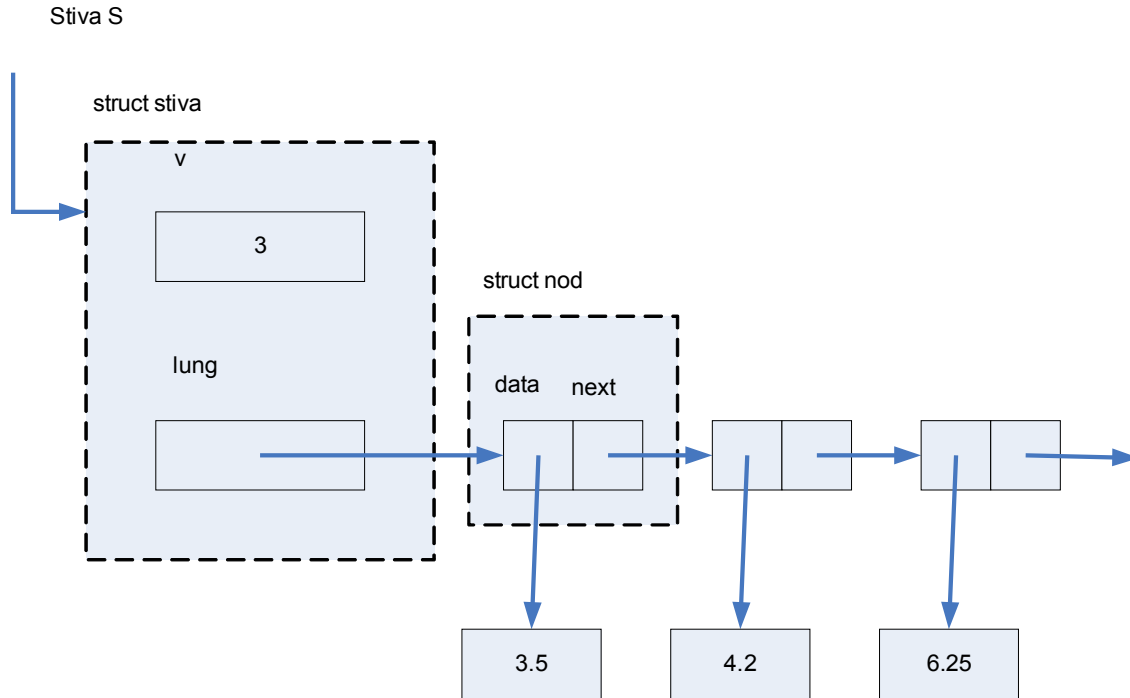 Stiva S
struct stiva
v
3
struct nod
lung
data next
3.5 4.2 6.25